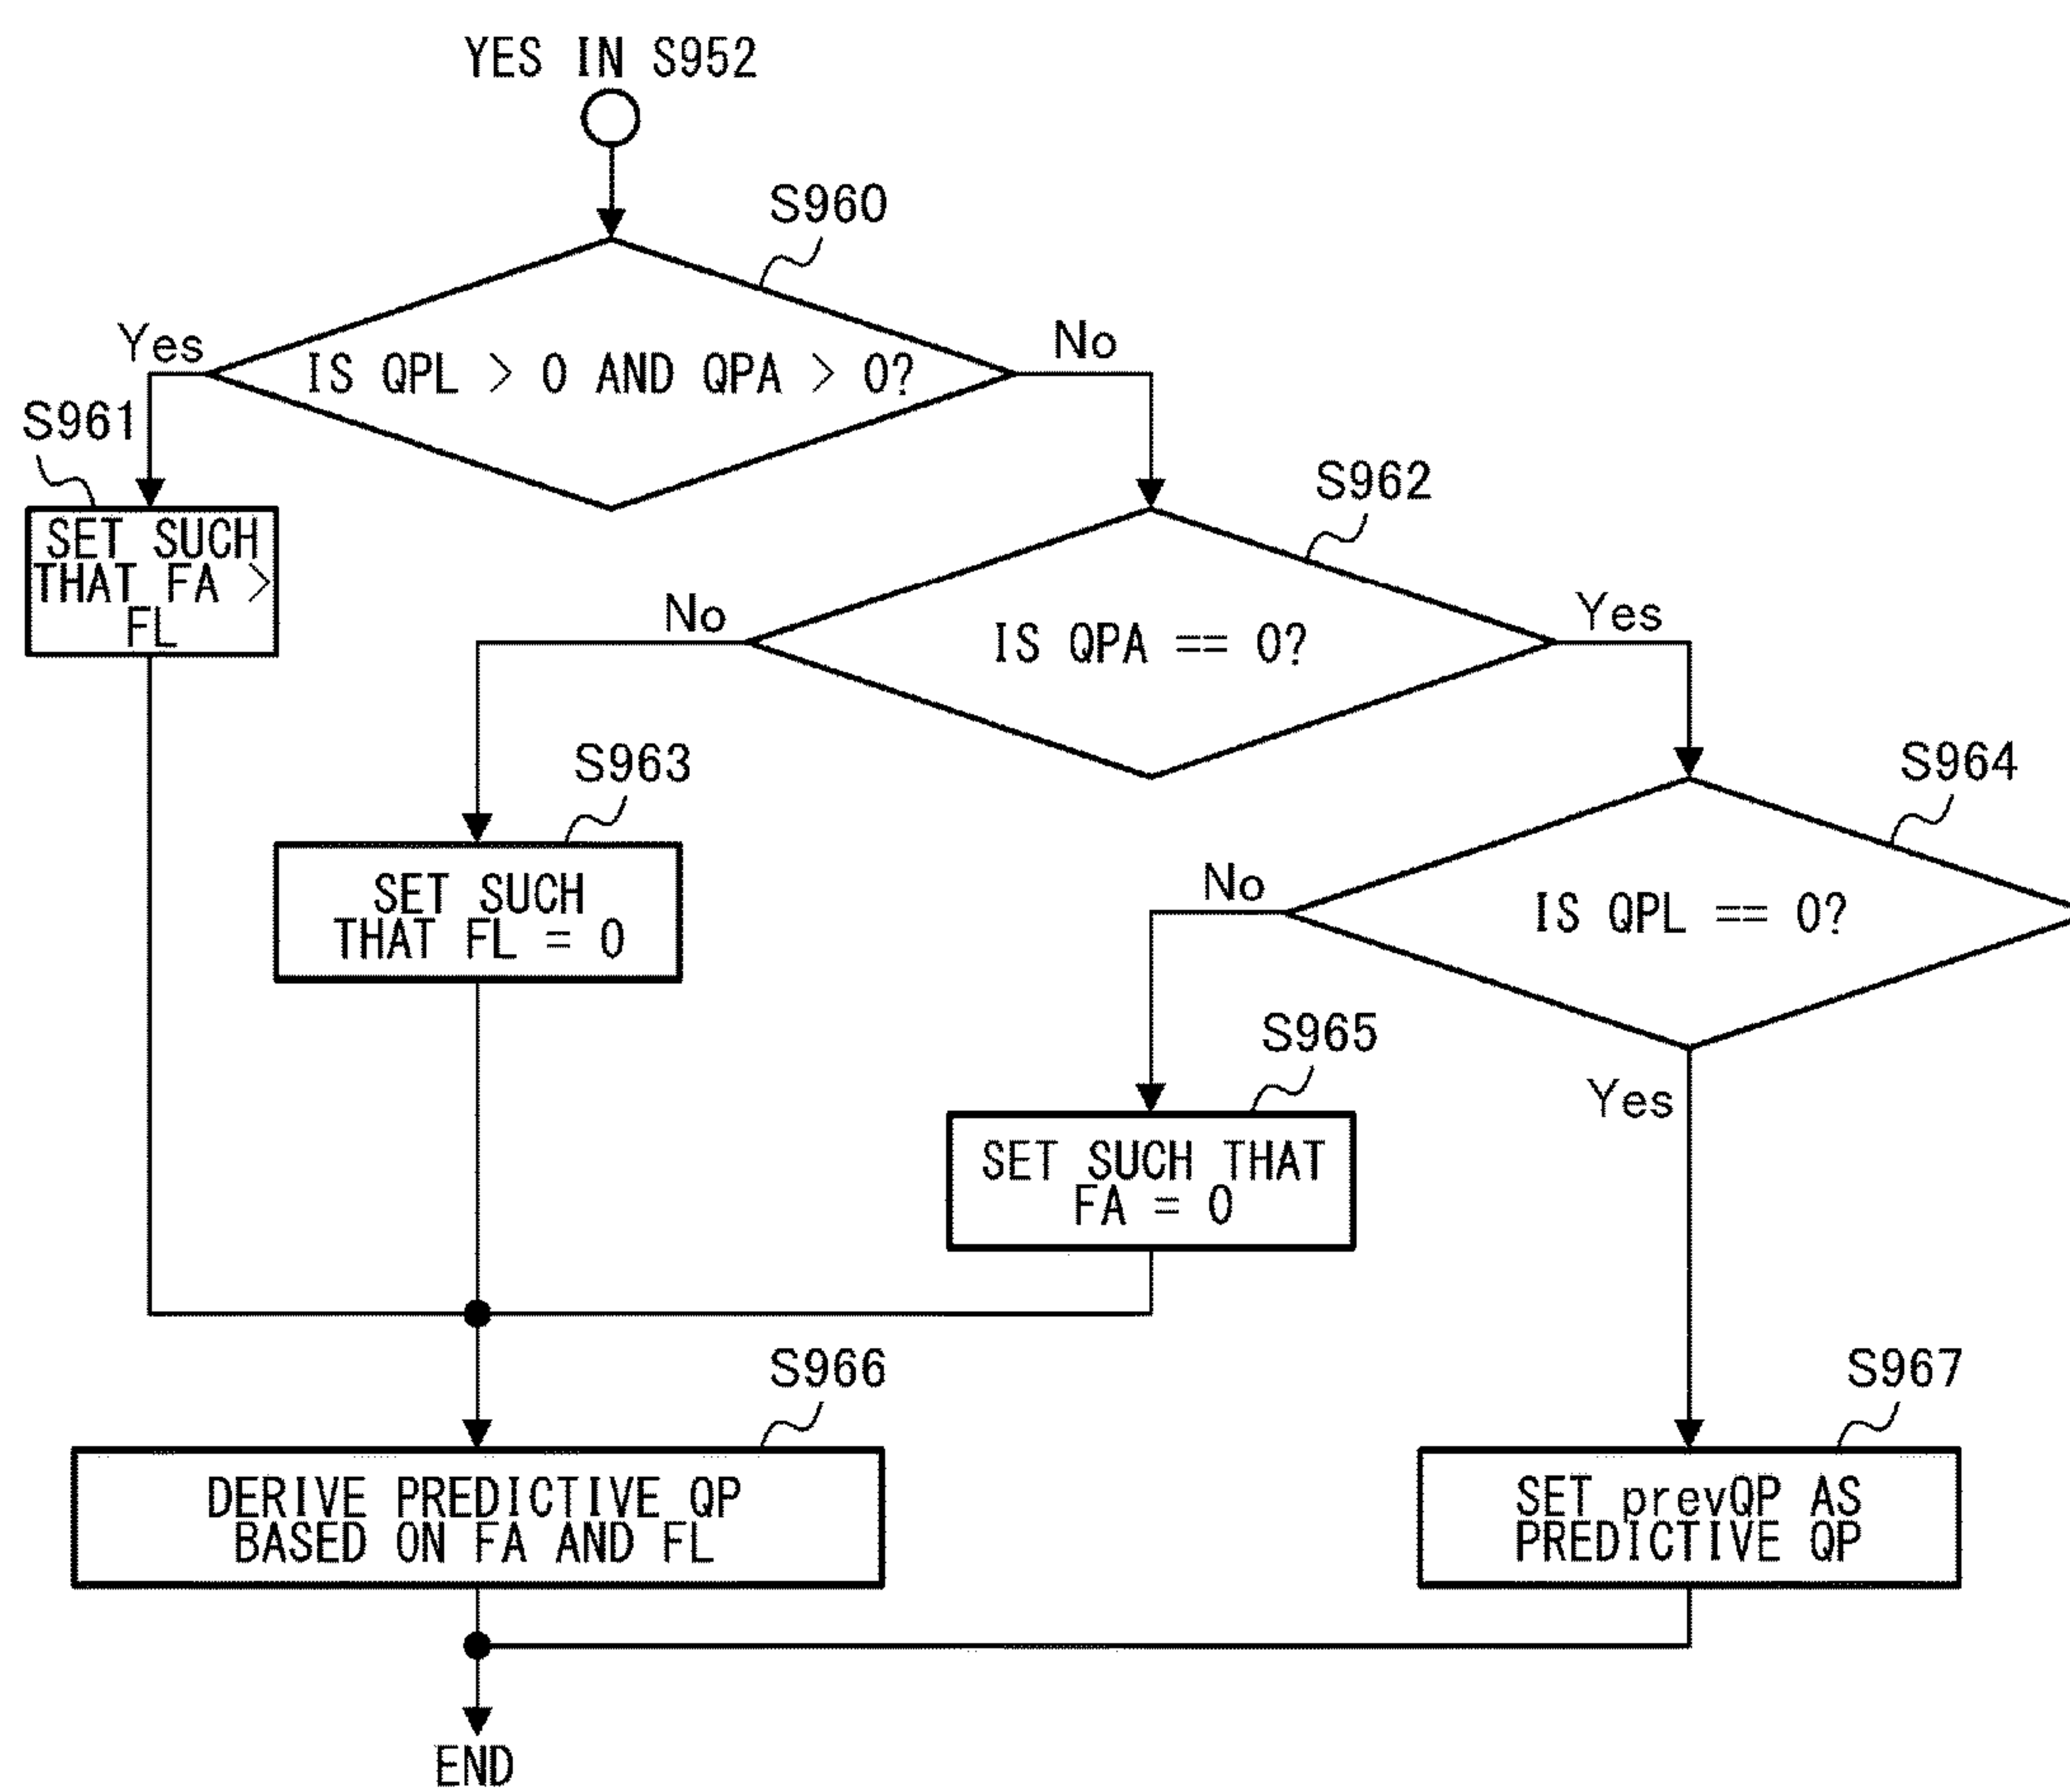 YES IN S952
S960
Yes
No
IS QPL > 0 AND QPA > 0?
S961
SET SUCH
THAT FA >
FL
S962
No
Yes
IS QPA == 0?
S963
SET SUCH
THAT FL = 0
S964
No
IS QPL == 0?
Yes
S965
SET SUCH THAT
FA = 0
S966
DERIVE PREDICTIVE QP
BASED ON FA AND FL
S967
SET prevQP AS
PREDICTIVE QP
END